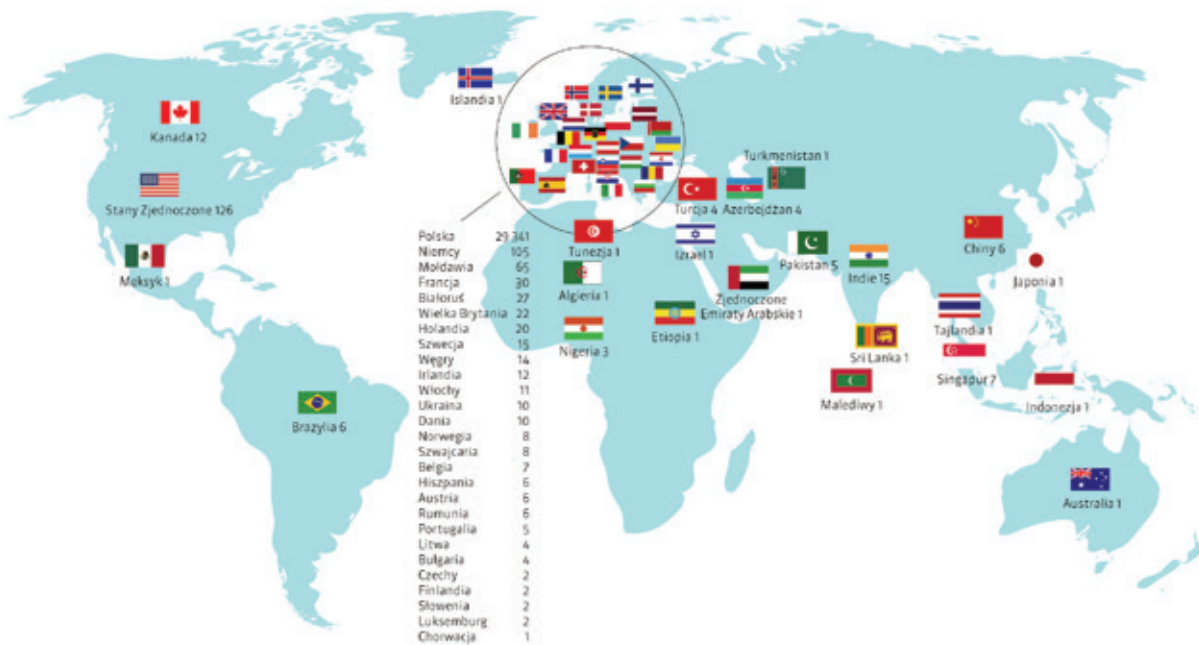 Islandia 1
Kanada 12
Stany Zjednoczone 126
Meksyk 1
Brazylia 6
Turkmenistan 1
Turcja 4
Azerbejdżan 4
Tunezja 1
Izrael 1
Pakistan 5
Indie 15
Chiny 6
Japonia 1
Algieria 1
Zjednoczone
Emiraty Arabskie 1
Nigeria 3
Etiopia 1
Tajlandia 1
Sri Lanka 1
Singapur 7
Malediwy 1
Indonezja 1
Australia 1
Polska 29 341
Niemcy 105
Mołdawia 65
Francja 30
Białoruś 27
Wielka Brytania 22
Holandia 20
Szwecja 15
Węgry 14
Irlandia 12
Włochy 11
Ukraina 10
Dania 10
Norwegia 8
Szwajcaria 8
Belgia 7
Hiszpania 6
Austria 6
Rumunia 6
Portugalia 5
Litwa 4
Bułgaria 4
Czechy 2
Finlandia 2
Słowenia 2
Luksemburg 2
Chorwacja 1